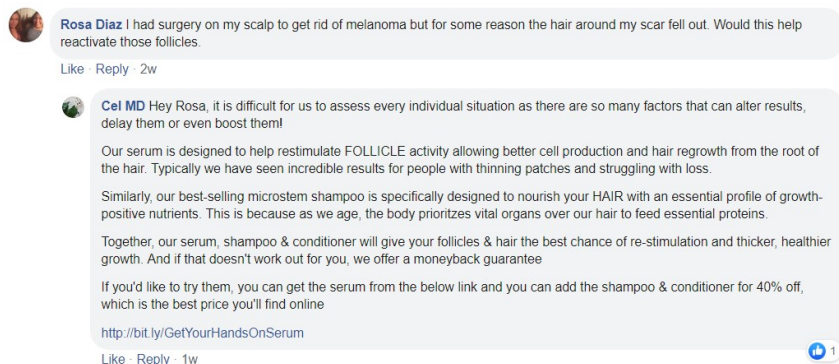 Rosa Diaz I had surgery on my scalp to get rid of melanoma but for some reason the hair around my scar fell out. Would this help
reactivate those follicles.
Like · Reply · 2w
Cel MD Hey Rosa, it is difficult for us to assess every individual situation as there are so many factors that can alter results,
delay them or even boost them!
Our serum is designed to help restimulate FOLLICLE activity allowing better cell production and hair regrowth from the root of
the hair. Typically we have seen incredible results for people with thinning patches and struggling with loss.
Similarly, our best-selling microstem shampoo is specifically designed to nourish your HAIR with an essential profile of growth-
positive nutrients. This is because as we age, the body prioritzes vital organs over our hair to feed essential proteins.
Together, our serum, shampoo & conditioner will give your follicles & hair the best chance of re-stimulation and thicker, healthier
growth. And if that doesn't work out for you, we offer a moneyback guarantee
If you'd like to try them, you can get the serum from the below link and you can add the shampoo & conditioner for 40% off,
which is the best price you'll find online
http://bit.ly/GetYourHandsOnSerum
1
Like · Reply · 1w